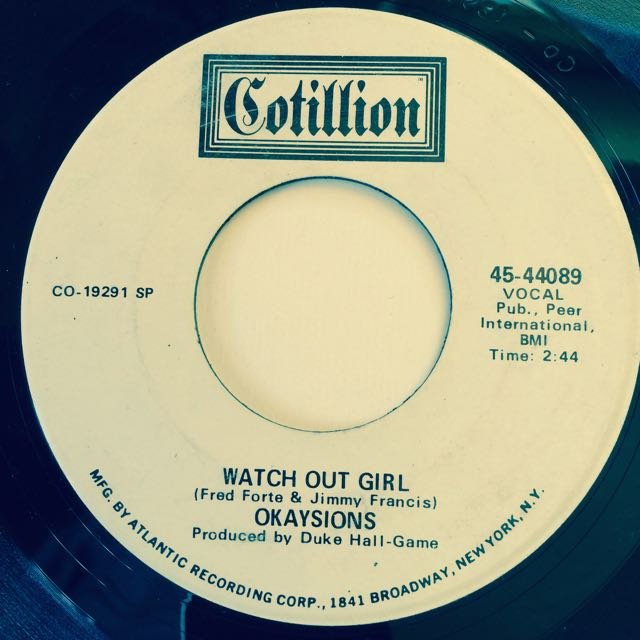 Cotillion
CO-19291 SP
45-44089
VOCAL
Pub., Peer
International,
BMI
Time: 2:44
WATCH OUT GIRL
(Fred Forte & Jimmy Francis)
OKAYSIONS
Produced by Duke Hall-Game
MFG. BY ATLANTIC RECORDING CORP., 1841 BROADWAY, NEW YORK, N.Y.